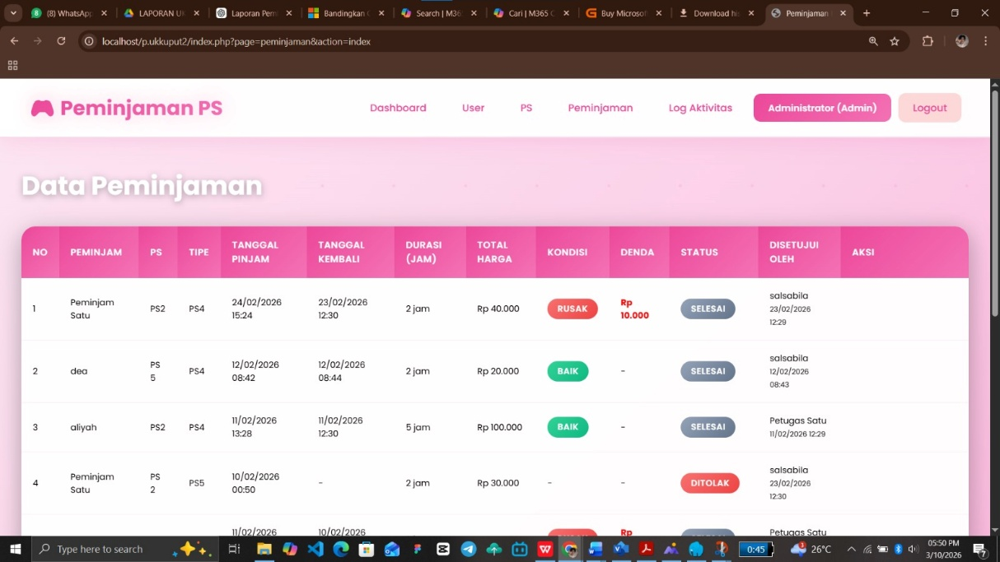 (8) WhatsApp
LAPORAN UK
Laporan Pem
Bandingkan
Search | M36
Cari | M365 C
Buy Microsof
Download hi
Peminjaman
localhost/p.ukkuput2/index.php?page=peminjaman&action=index
Peminjaman PS
Dashboard
User
PS
Peminjaman
Log Aktivitas
Administrator (Admin)
Logout
Data Peminjaman
NO
PEMINJAM
PS
TIPE
TANGGAL
PINJAM
TANGGAL
KEMBALI
DURASI
(JAM)
TOTAL
HARGA
KONDISI
DENDA
STATUS
DISETUJUI
OLEH
AKSI
1
Peminjam
Satu
PS2
PS4
24/02/2026
15:24
23/02/2026
12:30
2 jam
Rp 40.000
RUSAK
Rp
10.000
SELESAI
salsabila
23/02/2026
12:29
2
dea
PS
5
PS4
12/02/2026
08:42
12/02/2026
08:44
2 jam
Rp 20.000
BAIK
-
SELESAI
salsabila
12/02/2026
08:43
3
aliyah
PS2
PS4
11/02/2026
13:28
11/02/2026
12:30
5 jam
Rp 100.000
BAIK
-
SELESAI
Petugas Satu
11/02/2026 12:29
4
Peminjam
Satu
PS
2
PS5
10/02/2026
00:50
-
2 jam
Rp 30.000
-
-
DITOLAK
salsabila
23/02/2026
12:30
11/02/2026
10/02/2026
Rp
Petugas Satu
Type here to search
0:45
26°C
05:50 PM
3/10/2026